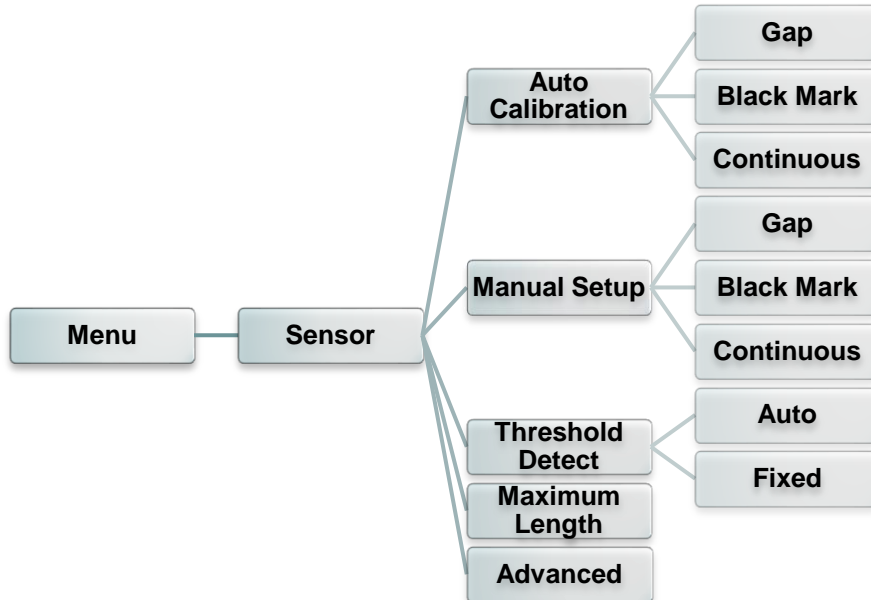 Menu
Sensor
Auto
Calibration
Gap
Black Mark
Continuous
Manual Setup
Gap
Black Mark
Continuous
Threshold
Detect
Auto
Fixed
Maximum
Length
Advanced